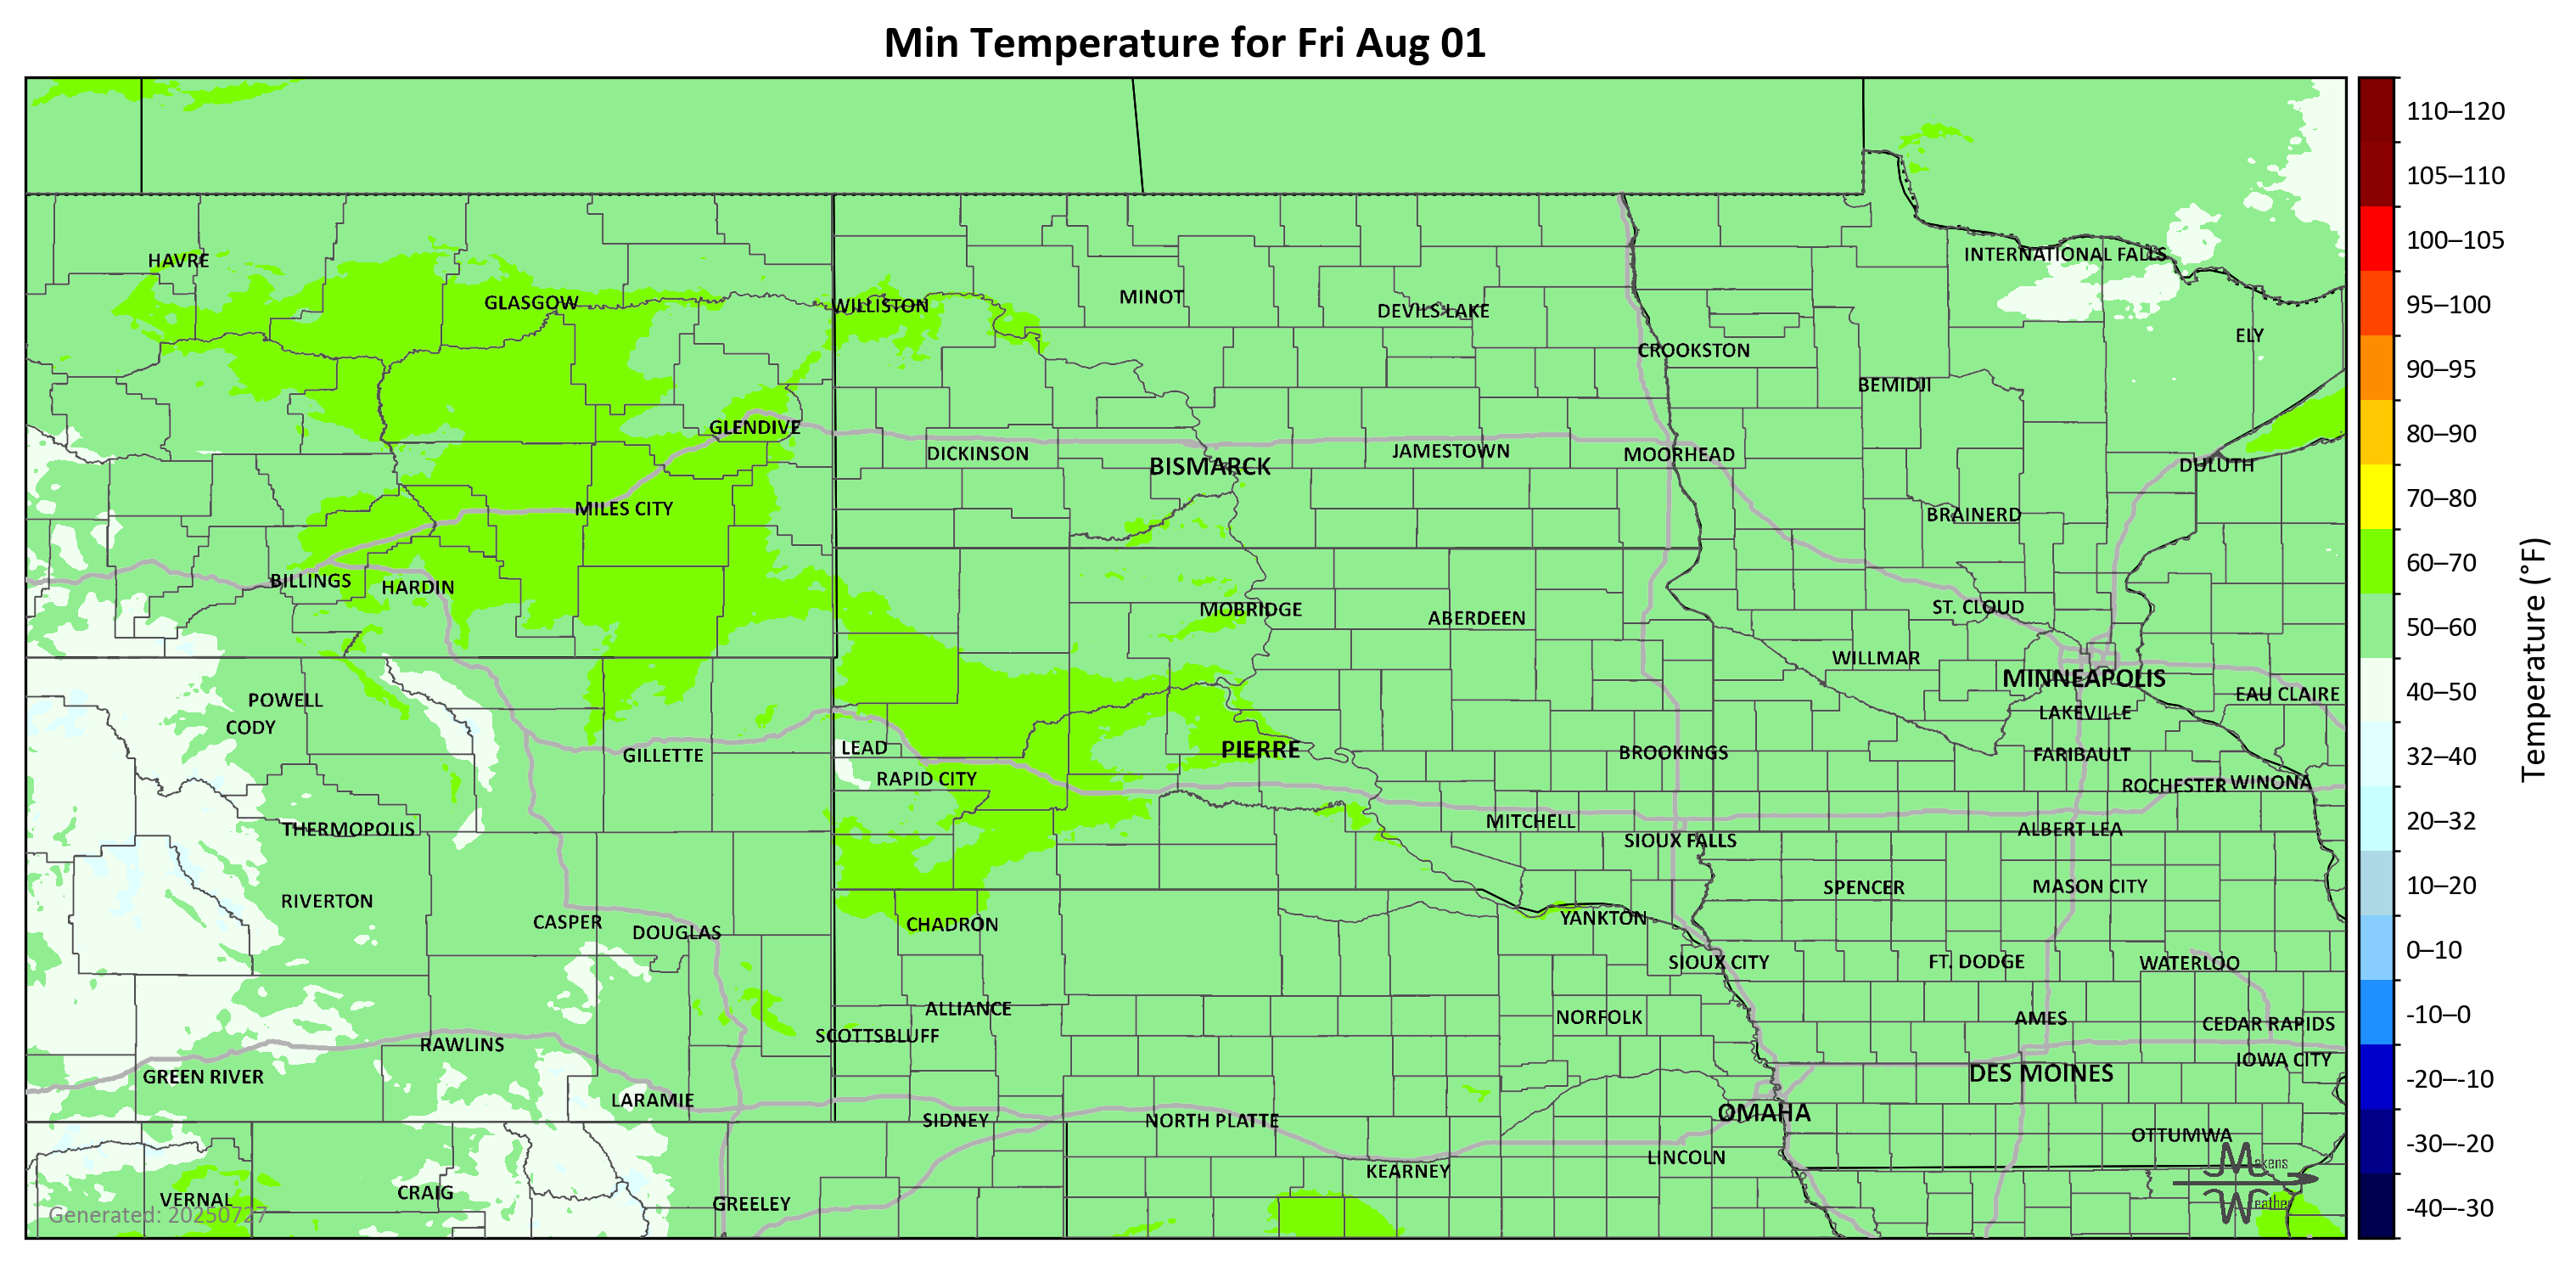 Min Temperature for Fri Aug 01
110–120
105–110
100–105
95–100
90–95
80–90
70–80
60–70
50–60
40–50
32–40
20–32
10–20
0–10
-10–0
-20–-10
-30–-20
-40–-30
Temperature (°F)
HAVRE
GLASGOW
WILLISTON
MINOT
DEVILS LAKE
INTERNATIONAL FALLS
ELY
CROOKSTON
BEMIDJI
GLENDIVE
DICKINSON
BISMARCK
JAMESTOWN
MOORHEAD
DULUTH
MILES CITY
BRAINERD
BILLINGS
HARDIN
MOBRIDGE
ABERDEEN
ST. CLOUD
WILLMAR
MINNEAPOLIS
EAU CLAIRE
POWELL
CODY
LAKEVILLE
GILLETTE
LEAD
PIERRE
BROOKINGS
FARIBAULT
RAPID CITY
ROCHESTER
WINONA
THERMOPOLIS
MITCHELL
SIOUX FALLS
ALBERT LEA
RIVERTON
SPENCER
MASON CITY
CASPER
DOUGLAS
CHADRON
YANKTON
SIOUX CITY
FT. DODGE
WATERLOO
ALLIANCE
NORFOLK
AMES
CEDAR RAPIDS
SCOTTSBLUFF
RAWLINS
IOWA CITY
GREEN RIVER
DES MOINES
LARAMIE
SIDNEY
NORTH PLATTE
OMAHA
OTTUMWA
LINCOLN
KEARNEY
VERNAL
CRAIG
GREELEY
Makens
Weather
Generated: 20250727